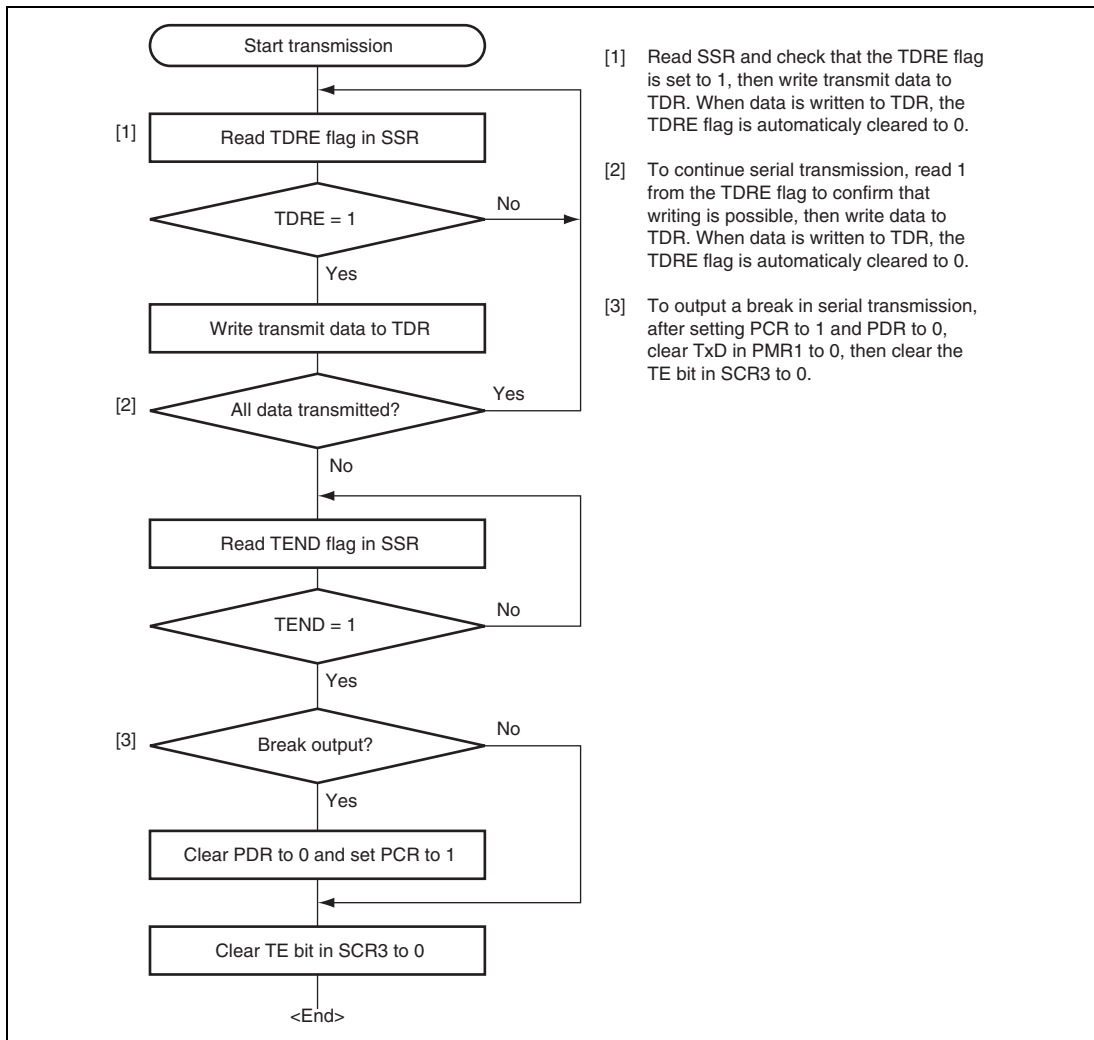 Start transmission
[1]
Read TDRE flag in SSR
TDRE = 1
No
Yes
Write transmit data to TDR
[2]
All data transmitted?
Yes
No
Read TEND flag in SSR
TEND = 1
No
Yes
[3]
Break output?
No
Yes
Clear PDR to 0 and set PCR to 1
Clear TE bit in SCR3 to 0
<End>
[1] Read SSR and check that the TDRE flag
is set to 1, then write transmit data to
TDR. When data is written to TDR, the
TDRE flag is automaticaly cleared to 0.
[2] To continue serial transmission, read 1
from the TDRE flag to confirm that
writing is possible, then write data to
TDR. When data is written to TDR, the
TDRE flag is automaticaly cleared to 0.
[3] To output a break in serial transmission,
after setting PCR to 1 and PDR to 0,
clear TxD in PMR1 to 0, then clear the
TE bit in SCR3 to 0.